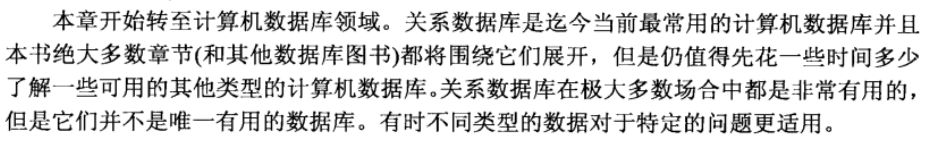 本章开始转至计算机数据库领域。关系数据库是迄今当前最常用的计算机数据库并且
本书绝大多数章节(和其他数据库图书)都将围绕它们展开，但是仍值得先花一些时间多少
了解一些可用的其他类型的计算机数据库。关系数据库在极大多数场合中都是非常有用的，
但是它们并不是唯一有用的数据库。有时不同类型的数据对于特定的问题更适用。